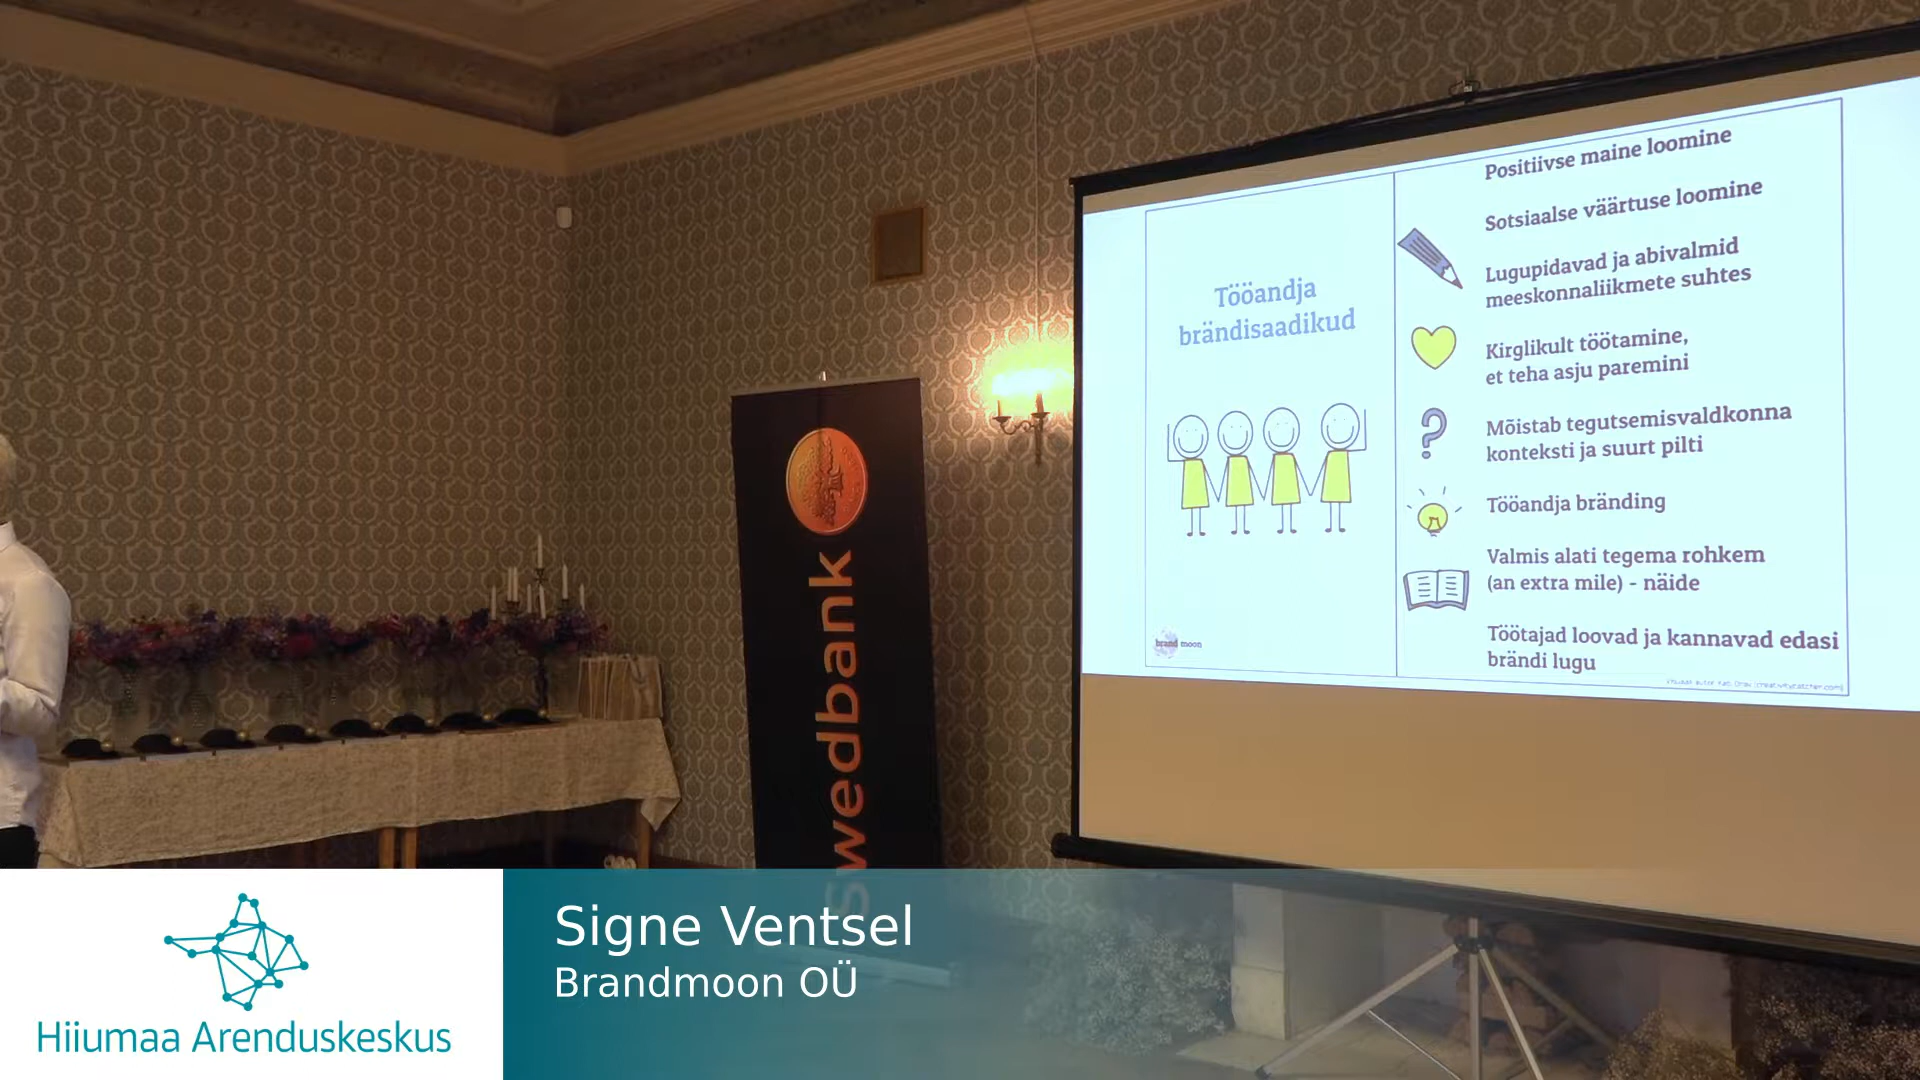 Tööandja
brändisaadikud
brand moon
Positiivse maine loomine
Sotsiaalse väärtuse loomine
Lugupidavad ja abivalmid
meeskonnaliikmete suhtes
Kirglikult töötamine,
et teha asju paremini
Mõistab tegutsemisvaldkonna
konteksti ja suurt pilti
Tööandja bränding
Valmis alati tegema rohkem
(an extra mile) - näide
Töötajad loovad ja kannavad edasi
brändi lugu
Swedbank
Hiiumaa Arenduskeskus
Signe Ventsel
Brandmoon OÜ